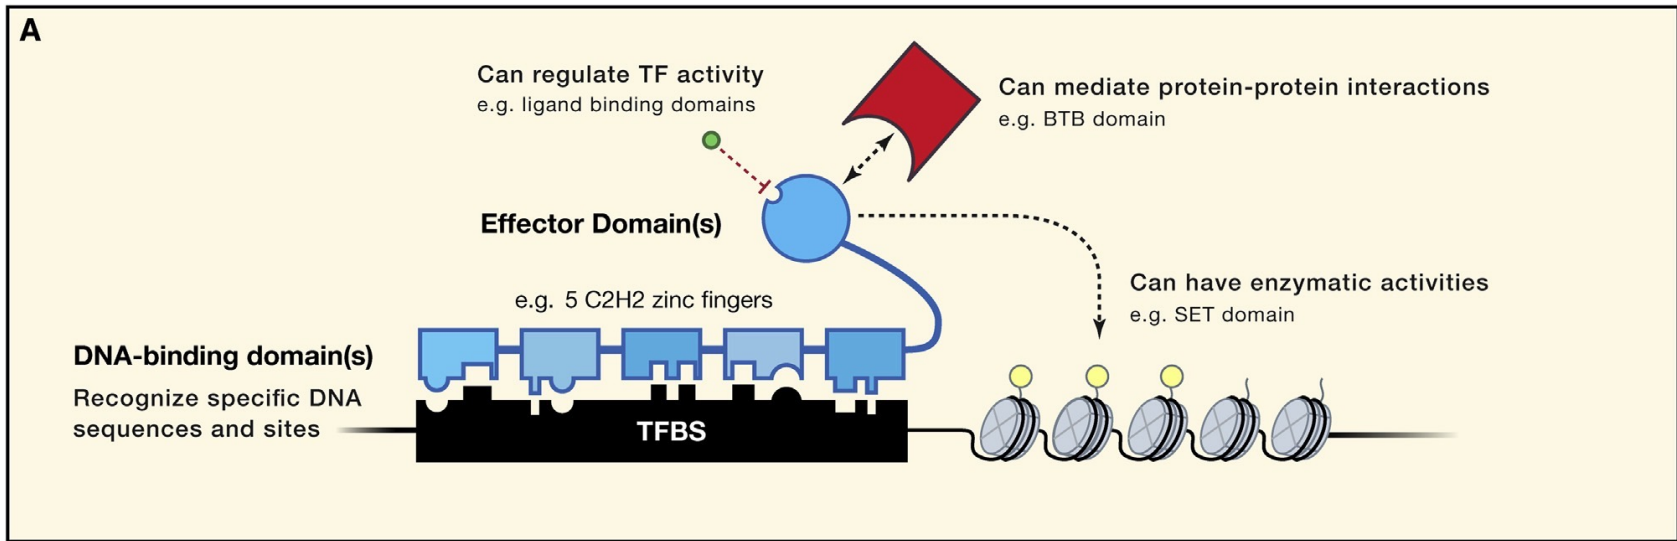 A
Can regulate TF activity
e.g. ligand binding domains
Can mediate protein-protein interactions
e.g. BTB domain
Effector Domain(s)
Can have enzymatic activities
e.g. SET domain
e.g. 5 C2H2 zinc fingers
DNA-binding domain(s)
Recognize specific DNA
sequences and sites
TFBS